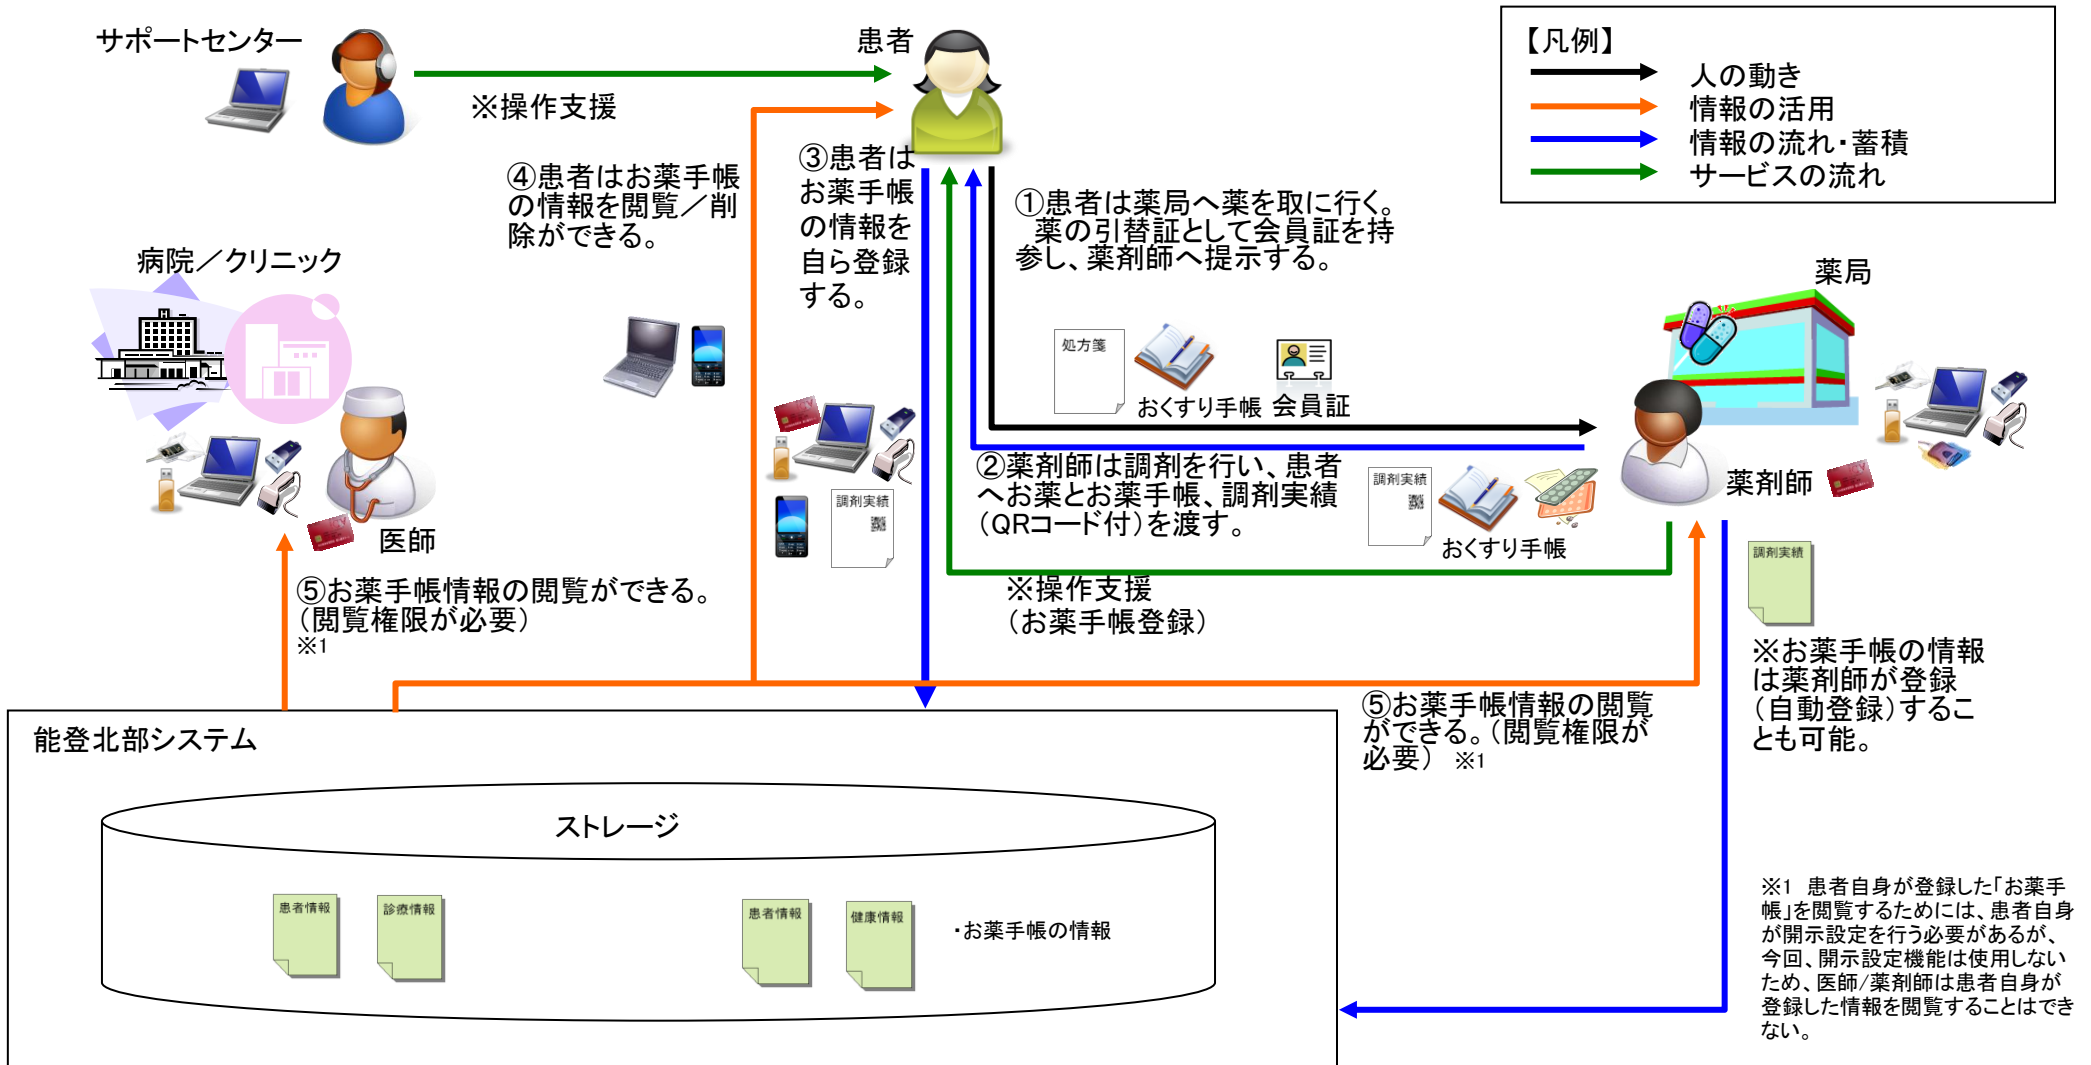 サポートセンター
患者
【凡例】
人の動き
情報の活用
情報の流れ・蓄積
サービスの流れ
※操作支援
④患者はお薬手帳
の情報を閲覧／削
除ができる。
③患者は
お薬手帳
の情報を
自ら登録
する。
①患者は薬局へ薬を取に行く。
薬の引替証として会員証を持
参し、薬剤師へ提示する。
病院／クリニック
薬局
処方箋
おくすり手帳
会員証
②薬剤師は調剤を行い、患者
へお薬とお薬手帳、調剤実績
（QRコード付）を渡す。
調剤実績
おくすり手帳
薬剤師
調剤実績
医師
調剤実績
⑤お薬手帳情報の閲覧ができる。
（閲覧権限が必要）
※1
※操作支援
（お薬手帳登録）
※お薬手帳の情報
は薬剤師が登録
（自動登録）するこ
とも可能。
⑤お薬手帳情報の閲覧
ができる。（閲覧権限が
必要） ※1
能登北部システム
ストレージ
患者情報
診療情報
患者情報
健康情報
・お薬手帳の情報
※1 患者自身が登録した「お薬手
帳」を閲覧するためには、患者自身
が開示設定を行う必要があるが、
今回、開示設定機能は使用しない
ため、医師/薬剤師は患者自身が
登録した情報を閲覧することはでき
ない。